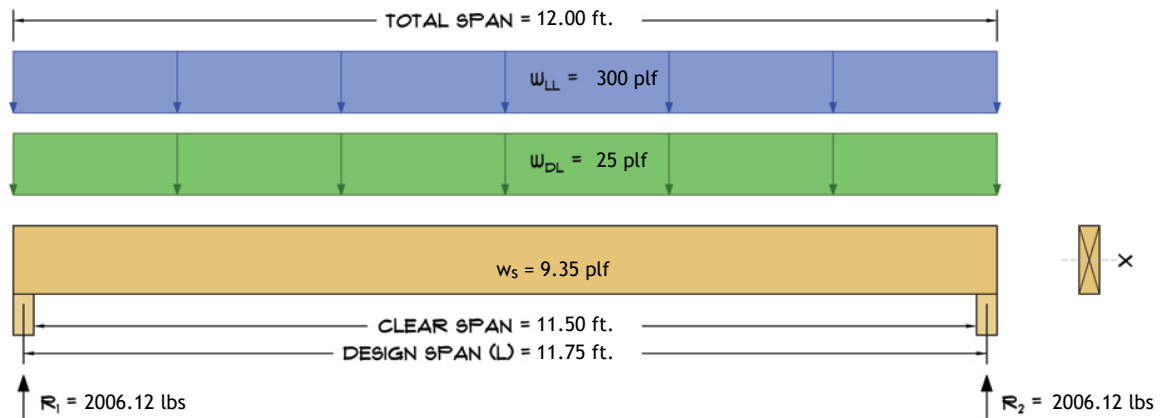 TOTAL SPAN = 12.00 ft.
wLL = 300 plf
wDL = 25 plf
ws = 9.35 plf
X
CLEAR SPAN = 11.50 ft.
DESIGN SPAN (L) = 11.75 ft.
R1 = 2006.12 lbs
R2 = 2006.12 lbs